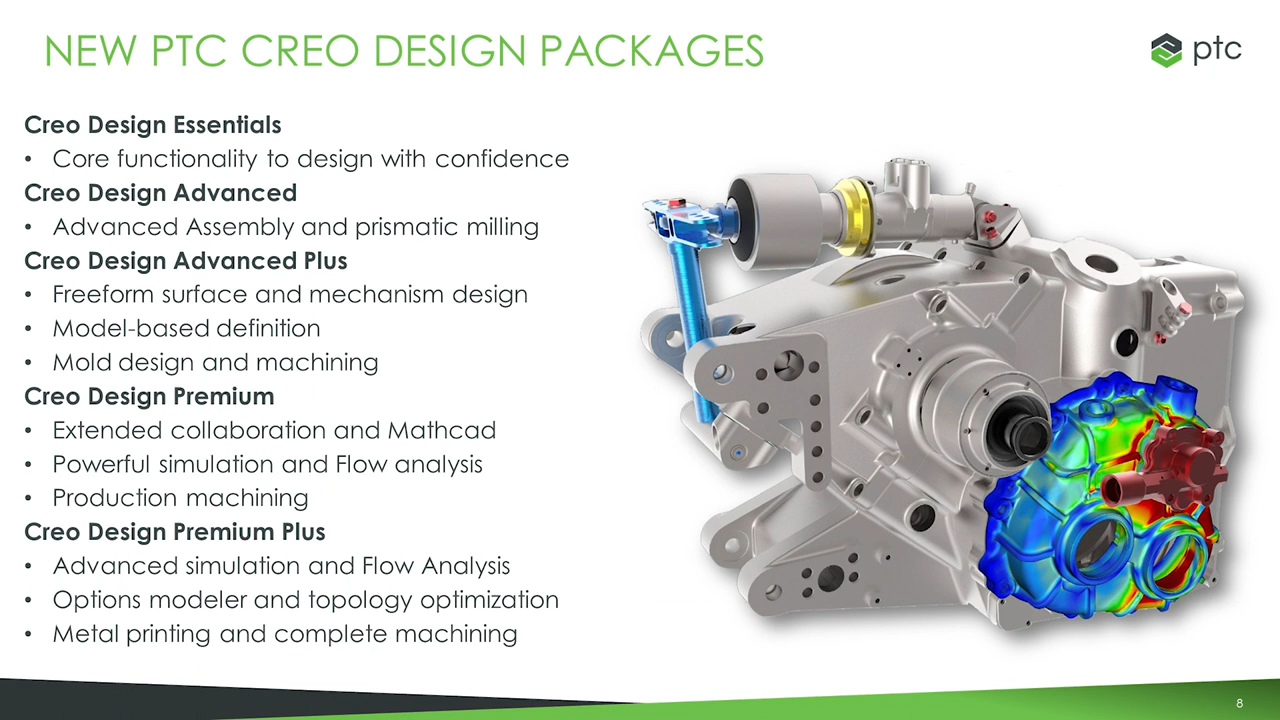 NEW PTC CREO DESIGN PACKAGES
ptc
Creo Design Essentials
• Core functionality to design with confidence
Creo Design Advanced
• Advanced Assembly and prismatic milling
Creo Design Advanced Plus
• Freeform surface and mechanism design
• Model-based definition
• Mold design and machining
Creo Design Premium
• Extended collaboration and Mathcad
• Powerful simulation and Flow analysis
• Production machining
Creo Design Premium Plus
• Advanced simulation and Flow Analysis
• Options modeler and topology optimization
• Metal printing and complete machining
8